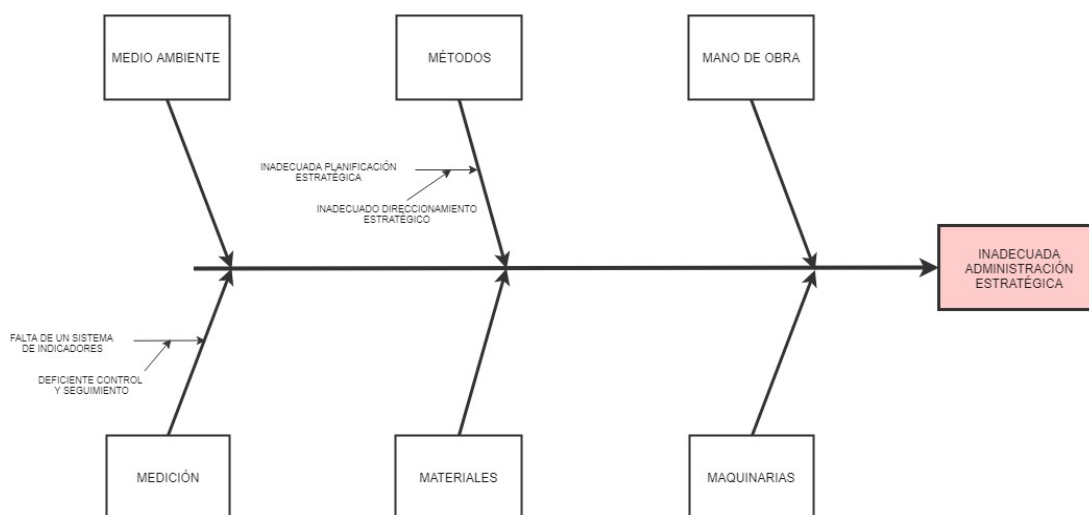 MEDIO AMBIENTE
MÉTODOS
MANO DE OBRA
INADECUADA PLANIFICACIÓN
ESTRATÉGICA
INADECUADO DIRECCIONAMIENTO
ESTRATÉGICO
INADECUADA
ADMINISTRACIÓN
ESTRATÉGICA
FALTA DE UN SISTEMA
DE INDICADORES
DEFICIENTE CONTROL
Y SEGUIMIENTO
MEDICIÓN
MATERIALES
MAQUINARIAS